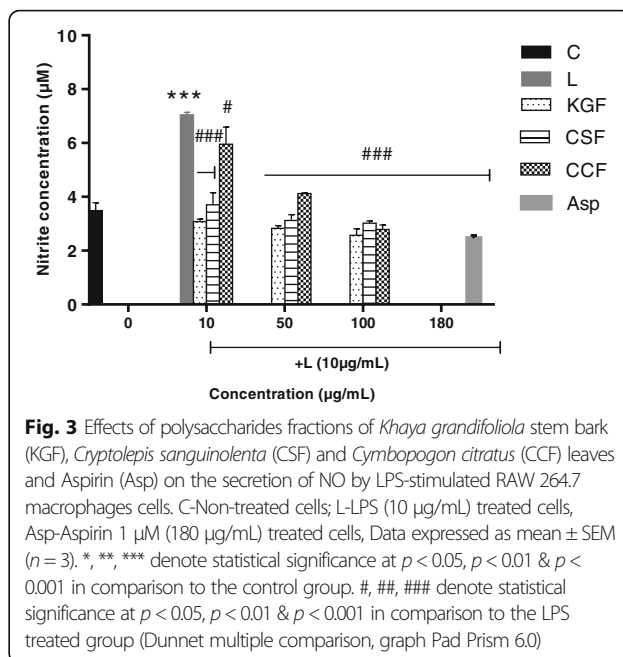 10
8
6
4
2
0
Nitrite concentration (µM)
***
#
###
###
C
L
KGF
CSF
CCF
Asp
0 10 50 100 180
+L (10µg/mL)
Concentration (µg/mL)
Fig. 3 Effects of polysaccharides fractions of Khaya grandifoliola stem bark
(KGF), Cryptolepis sanguinolenta (CSF) and Cymbopogon citratus (CCF) leaves
and Aspirin (Asp) on the secretion of NO by LPS-stimulated RAW 264.7
macrophages cells. C-Non-treated cells; L-LPS (10 µg/mL) treated cells,
Asp-Aspirin 1 µM (180 µg/mL) treated cells, Data expressed as mean ± SEM
(n = 3). *, **, *** denote statistical significance at p < 0.05, p < 0.01 & p <
0.001 in comparison to the control group. #, ##, ### denote statistical
significance at p < 0.05, p < 0.01 & p < 0.001 in comparison to the LPS
treated group (Dunnet multiple comparison, graph Pad Prism 6.0)